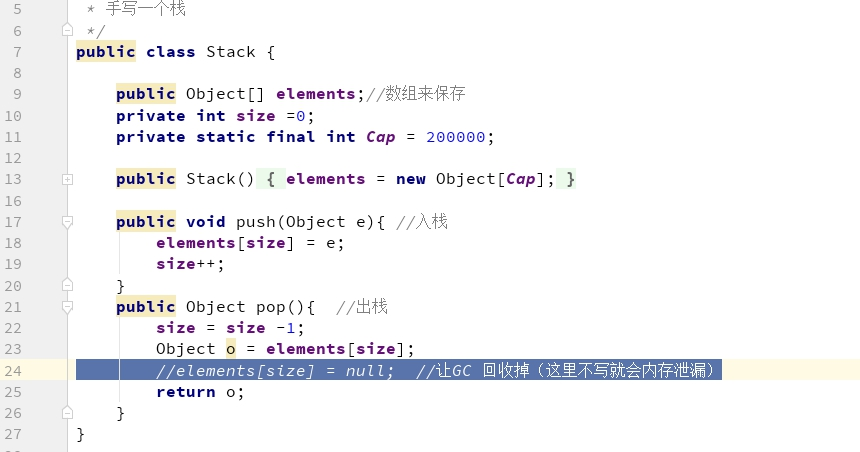 5 * 手写一个栈
6 */
7 public class Stack {
8
9 public Object[] elements;//数组来保存
10 private int size =0;
11 private static final int Cap = 200000;
12
13 public Stack() { elements = new Object[Cap]; }
16
17 public void push(Object e){ //入栈
18 elements[size] = e;
19 size++;
20 }
21 public Object pop(){ //出栈
22 size = size -1;
23 Object o = elements[size];
24 //elements[size] = null; //让GC 回收掉（这里不写就会内存泄漏）
25 return o;
26 }
27 }